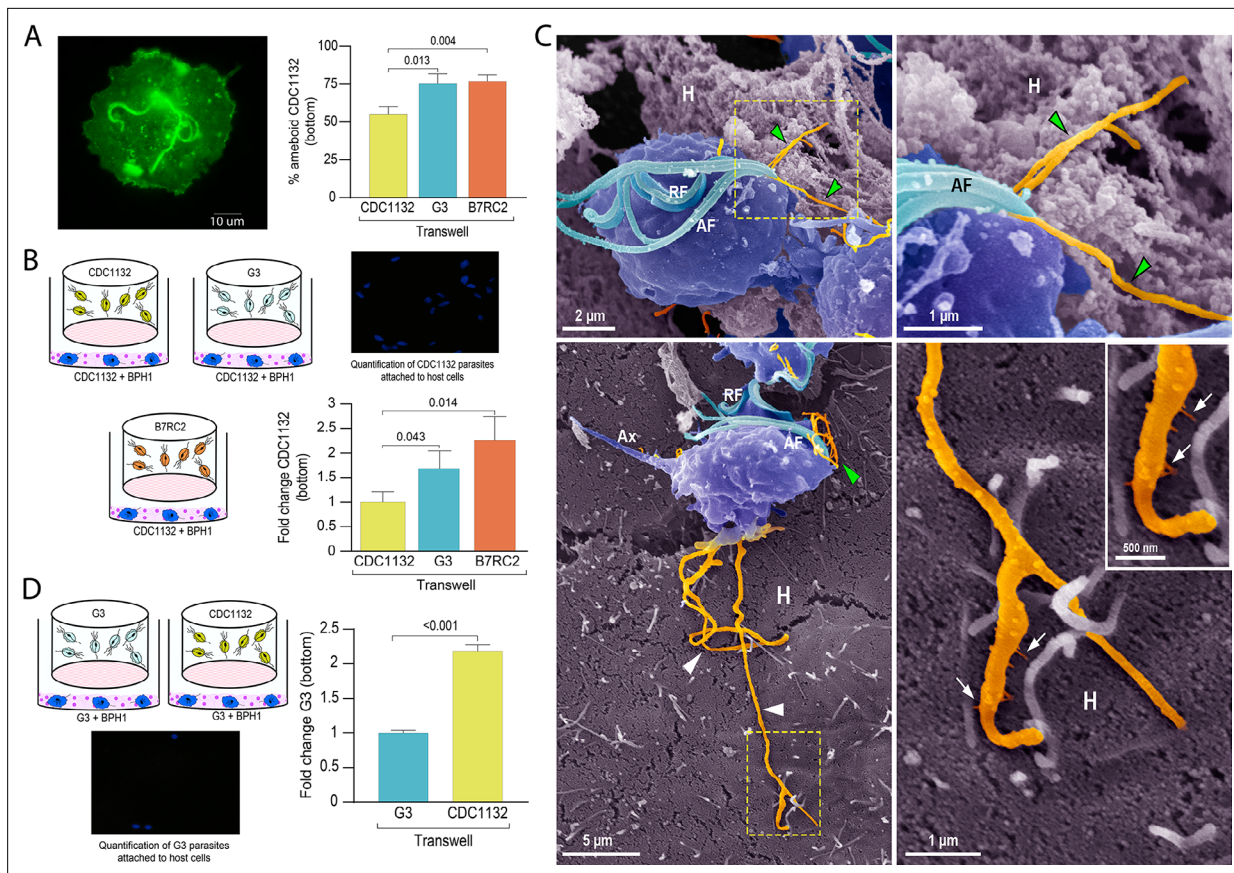 A
10 um
% ameboid CDC1132
(bottom)
100
75
50
25
0
0.004
0.013
CDC1132
G3
B7RC2
Transwell
B
CDC1132
G3
CDC1132 + BPH1
CDC1132 + BPH1
Quantification of CDC1132 parasites
attached to host cells
B7RC2
CDC1132 + BPH1
Fold change CDC1132
(bottom)
3
2.5
2
1.5
1
0.5
0
0.014
0.043
CDC1132
G3
B7RC2
Transwell
D
G3
CDC1132
G3 + BPH1
G3 + BPH1
Quantification of G3 parasites
attached to host cells
Fold change G3 (bottom)
2.5
2
1.5
1
0.5
0
<0.001
G3
CDC1132
Transwell
C
H
RF
AF
2 µm
H
AF
1 µm
RF
Ax
AF
H
5 µm
500 nm
H
1 µm